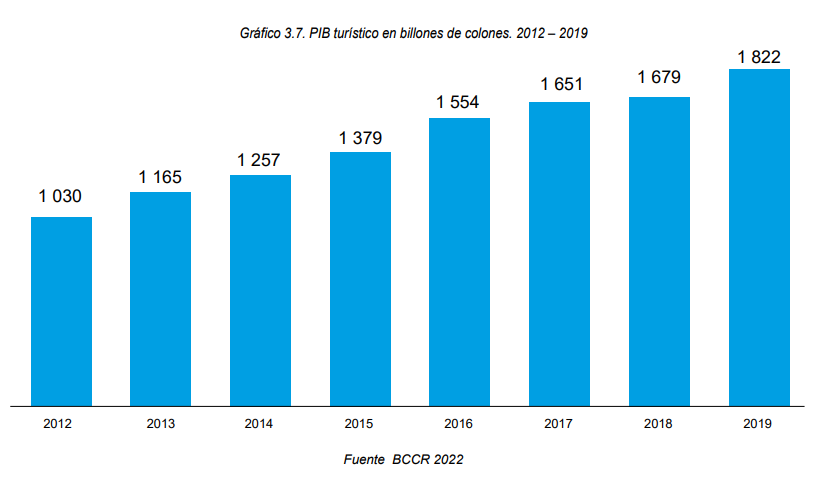 Gráfico 3.7. PIB turístico en billones de colones. 2012 – 2019
1 030
1 165
1 257
1 379
1 554
1 651
1 679
1 822
2012 2013 2014 2015 2016 2017 2018 2019
Fuente BCCR 2022